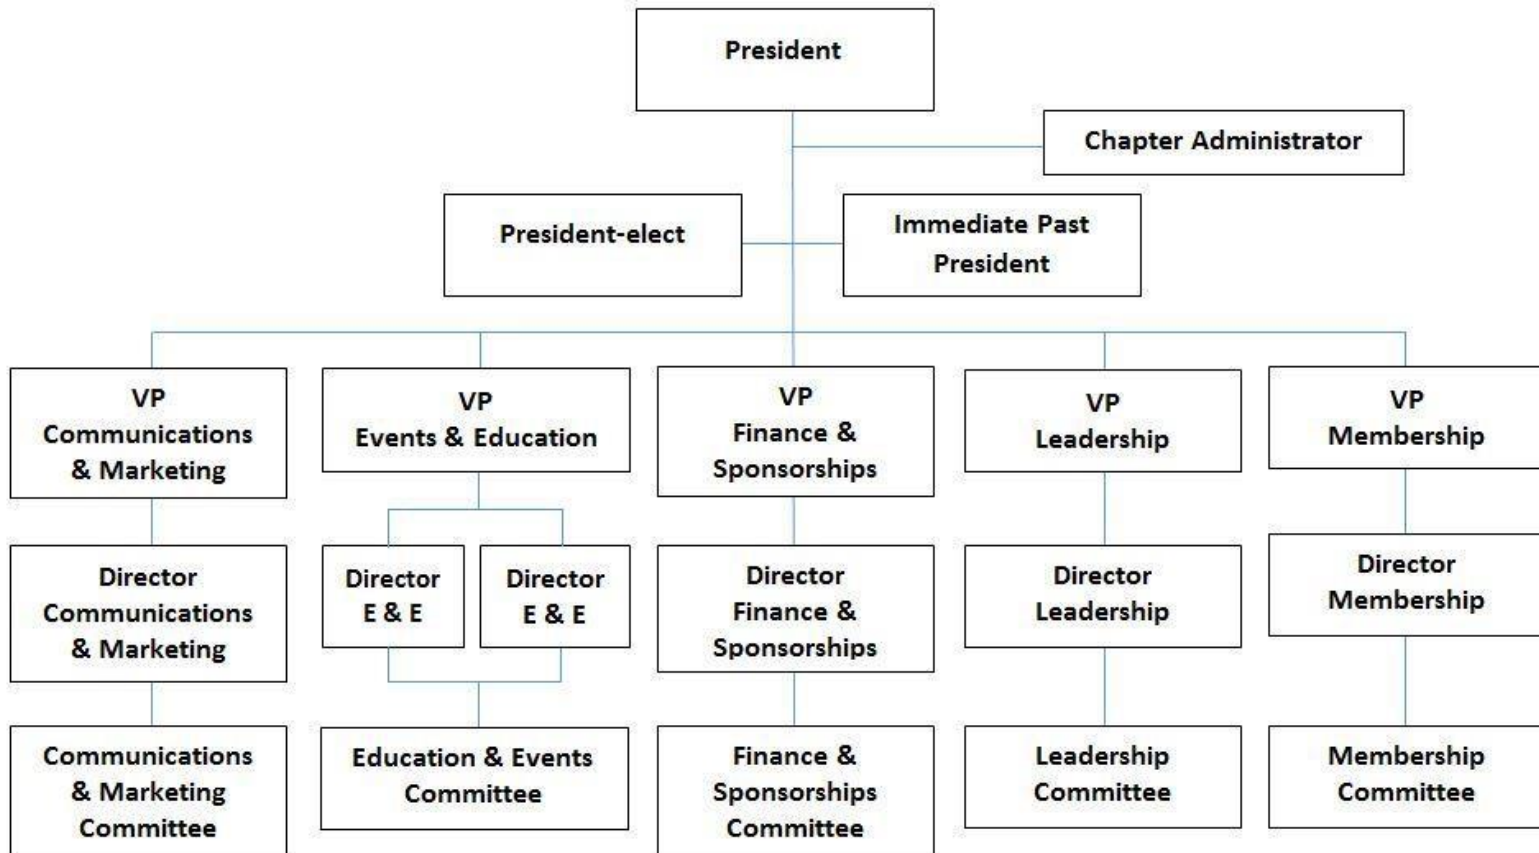 President
Chapter Administrator
President-elect
Immediate Past
President
VP
Communications
& Marketing
VP
Events & Education
VP
Finance &
Sponsorships
VP
Leadership
VP
Membership
Director
Communications
& Marketing
Director
E & E
Director
E & E
Director
Finance &
Sponsorships
Director
Leadership
Director
Membership
Communications
& Marketing
Committee
Education & Events
Committee
Finance &
Sponsorships
Committee
Leadership
Committee
Membership
Committee